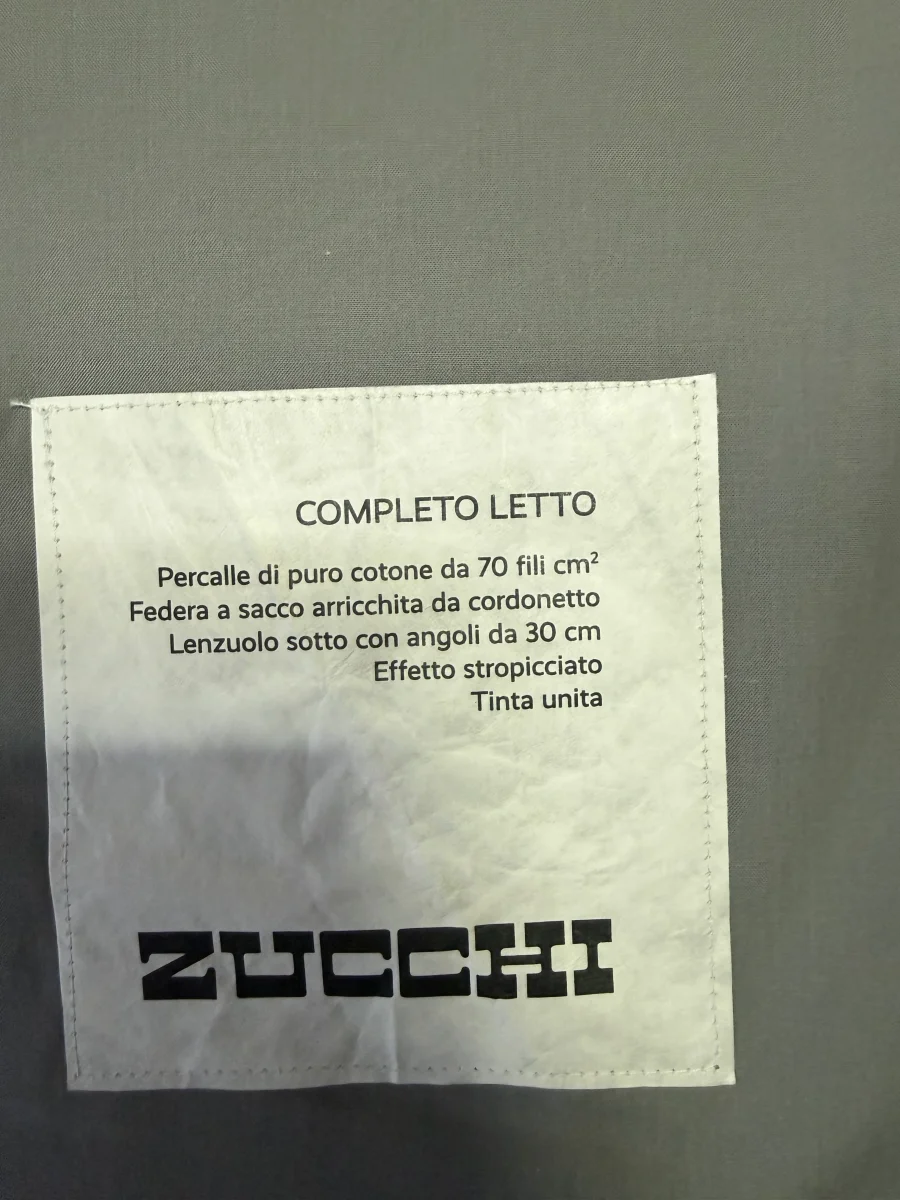 COMPLETO LETTO
Percalle di puro cotone da 70 fili cm²
Federa a sacco arricchita da cordonetto
Lenzuolo sotto con angoli da 30 cm
Effetto stropicciato
Tinta unita
ZUCCHI